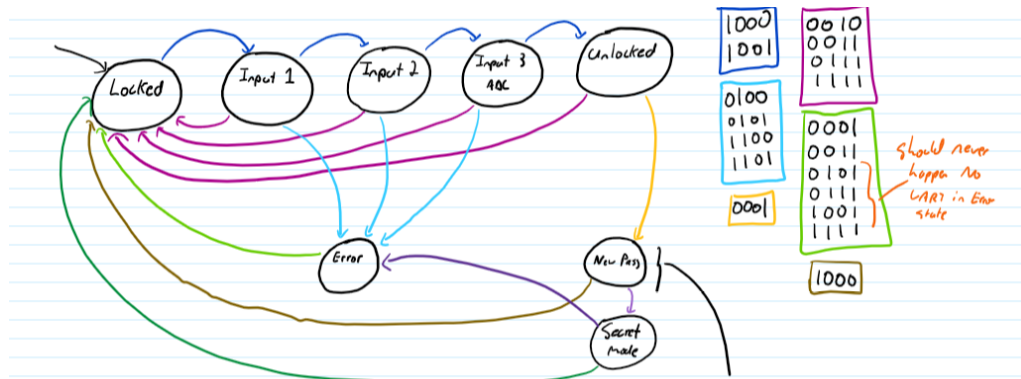 Locked
Input 1
Input 2
Input 3
ADC
Unlocked
Error
New Pass
Secret
Mode
1000
1001
0100
0101
1100
1101
0001
0010
0011
0111
1111
0001
0011
0101
0111
1001
1111
should never
happen No
UART in Error
state
1000